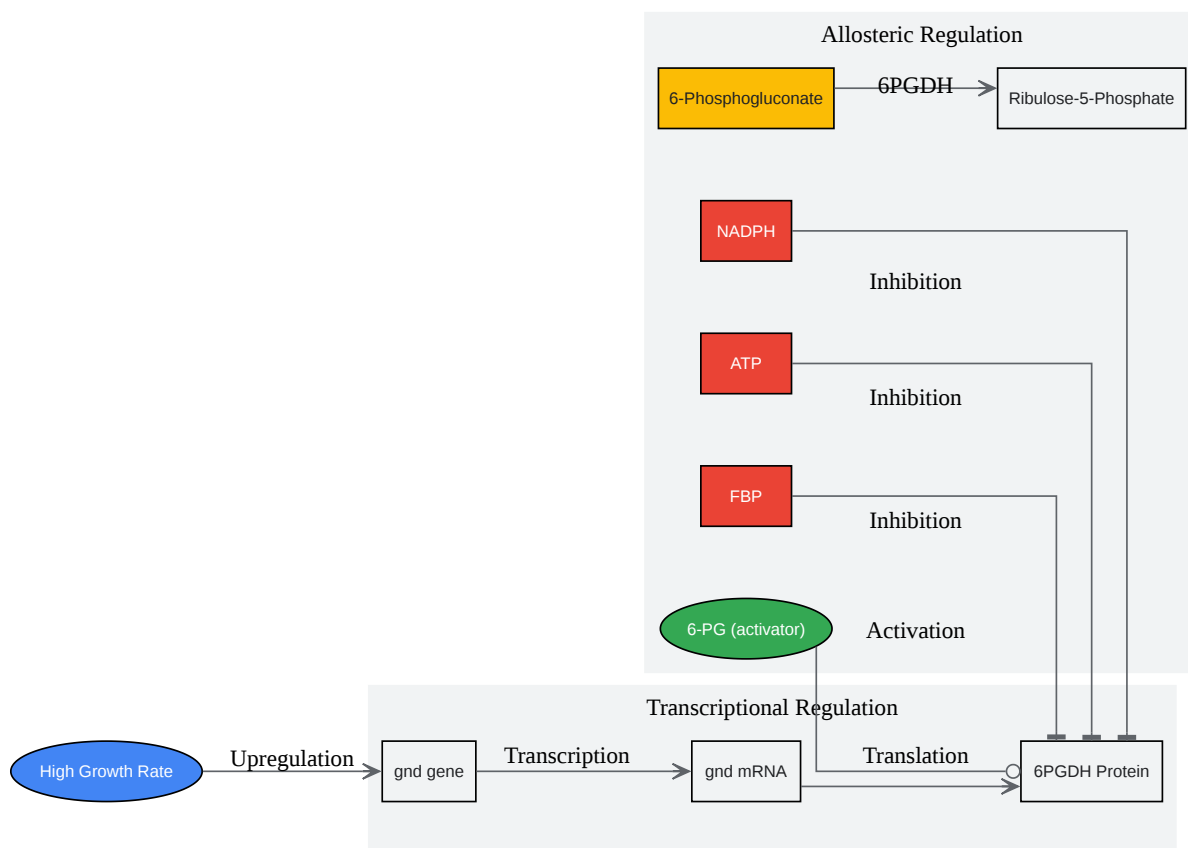 Allosteric Regulation
6-Phosphogluconate
6PGDH
Ribulose-5-Phosphate
NADPH
Inhibition
ATP
Inhibition
FBP
Inhibition
6-PG (activator)
Activation
Transcriptional Regulation
High Growth Rate
Upregulation
gnd gene
Transcription
gnd mRNA
Translation
6PGDH Protein